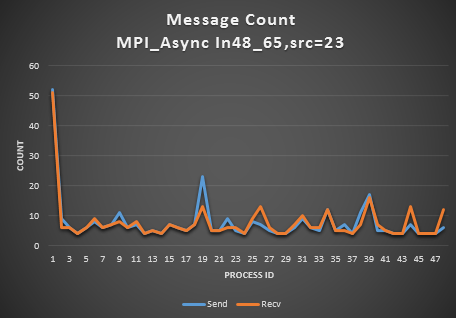 Message Count
MPI_Async In48_65,src=23
60
50
40
30
20
10
0
COUNT
1 3 5 7 9 11 13 15 17 19 21 23 25 27 29 31 33 35 37 39 41 43 45 47
PROCESS ID
Send Recv